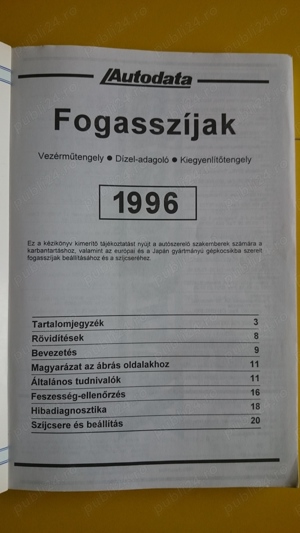 Autodata
Fogasszíjak
Vezérműtengely ● Dízel-adagoló ● Kiegyenlítőtengely
1996
Ez a kézikönyv kimerítő tájékoztatást nyújt a autószerelő szakemberek számára a
karbantartáshoz, valamint az európai és a Japán gyártmányú gépkocsikba szerelt
fogasszíjak beállításához és a szíjcseréhez.
Tartalomjegyzék 3
Rövidítések 8
Bevezetés 9
Magyarázat az ábrás oldalakhoz 11
Általános tudnivalók 11
Feszesség-ellenőrzés 16
Hibadiagnosztika 18
Szíjcsere és beállítás 20